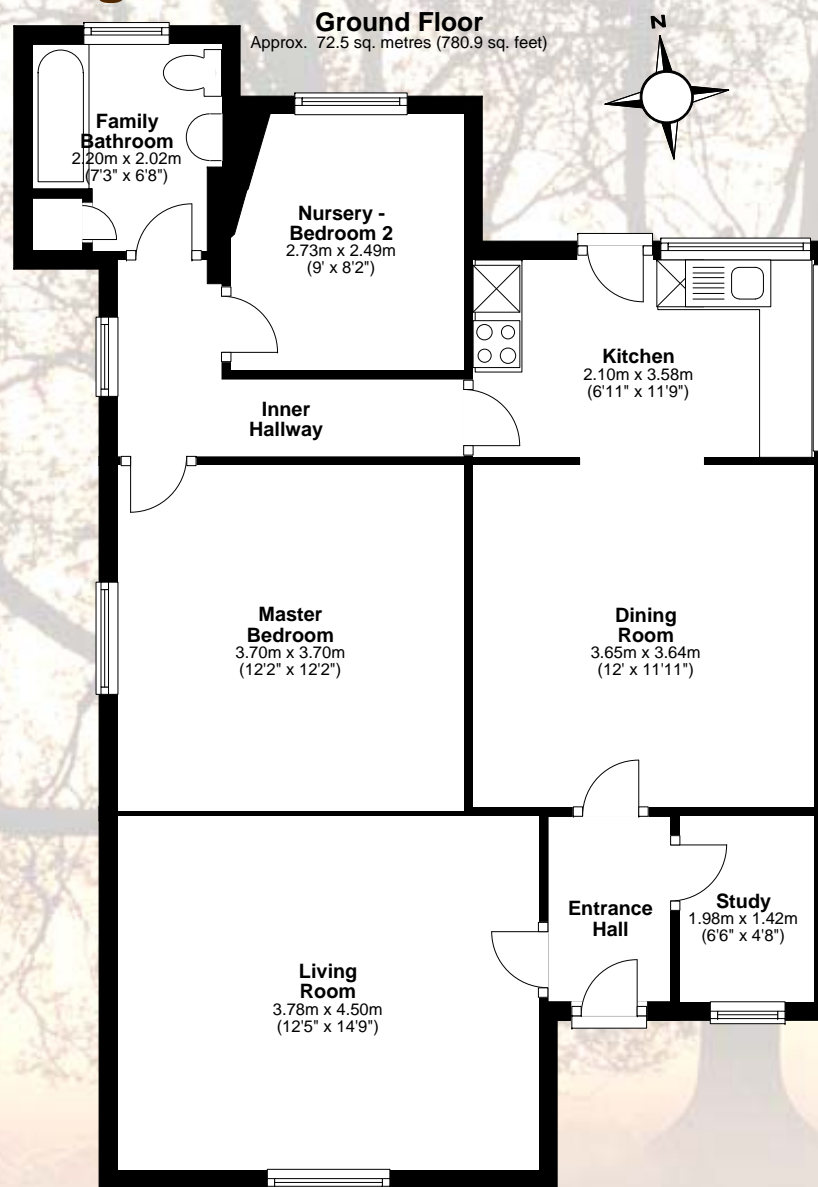 Ground Floor
Approx. 72.5 sq. metres (780.9 sq. feet)
N
Family
Bathroom
2.20m x 2.02m
(7'3" x 6'8")
Nursery -
Bedroom 2
2.73m x 2.49m
(9' x 8'2")
Kitchen
2.10m x 3.58m
(6'11" x 11'9")
Inner
Hallway
Master
Bedroom
3.70m x 3.70m
(12'2" x 12'2")
Dining
Room
3.65m x 3.64m
(12' x 11'11")
Entrance
Hall
Study
1.98m x 1.42m
(6'6" x 4'8")
Living
Room
3.78m x 4.50m
(12'5" x 14'9")